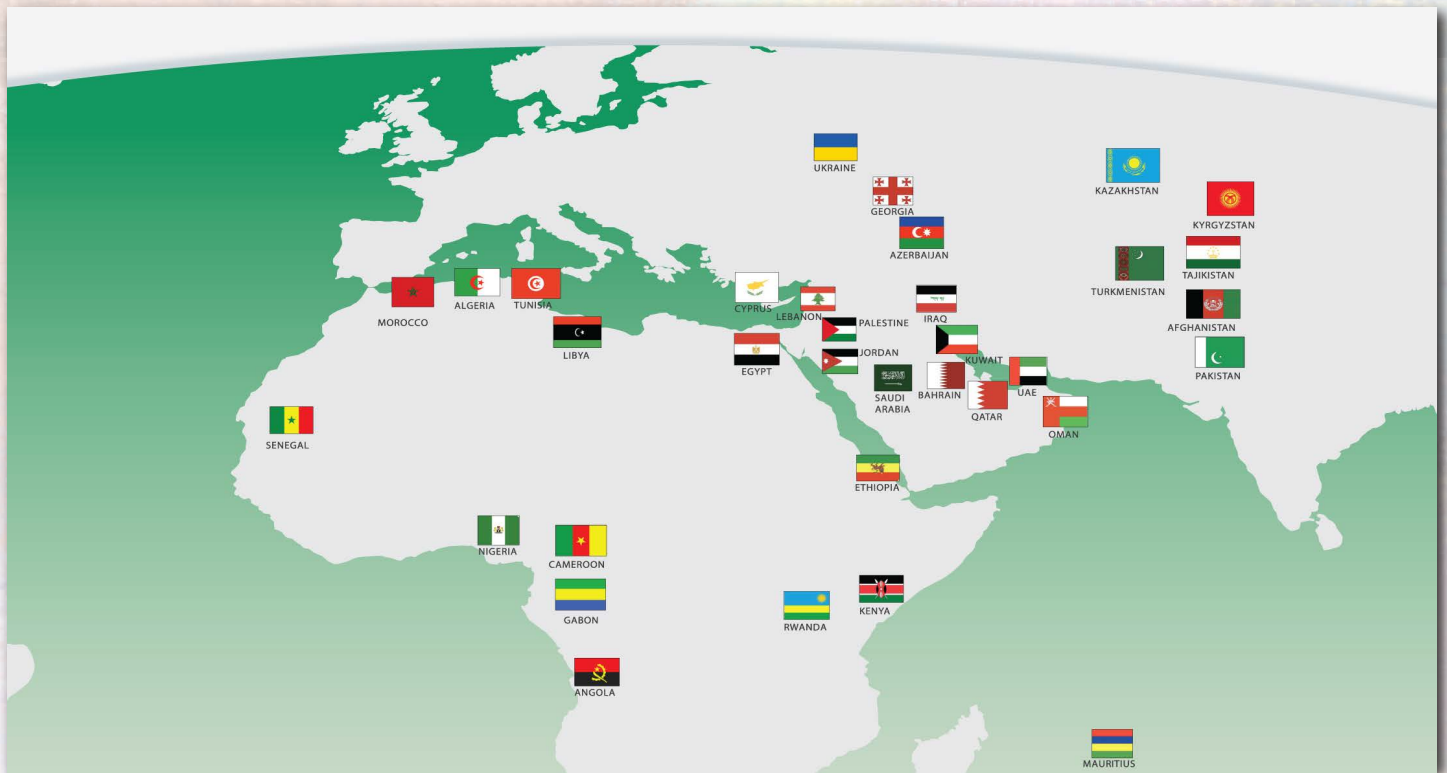 UKRAINE
KAZAKHSTAN
GEORGIA
KYRGYZSTAN
AZERBAIJAN
TAJIKISTAN
TURKMENISTAN
ALGERIA
TUNISIA
CYPRUS
LEBANON
IRAQ
MOROCCO
PALESTINE
AFGHANISTAN
LIBYA
JORDAN
KUWAIT
EGYPT
PAKISTAN
SAUDI
ARABIA
BAHRAIN
UAE
QATAR
OMAN
SENEGAL
ETHIOPIA
NIGERIA
CAMEROON
KENYA
GABON
RWANDA
ANGOLA
MAURITIUS